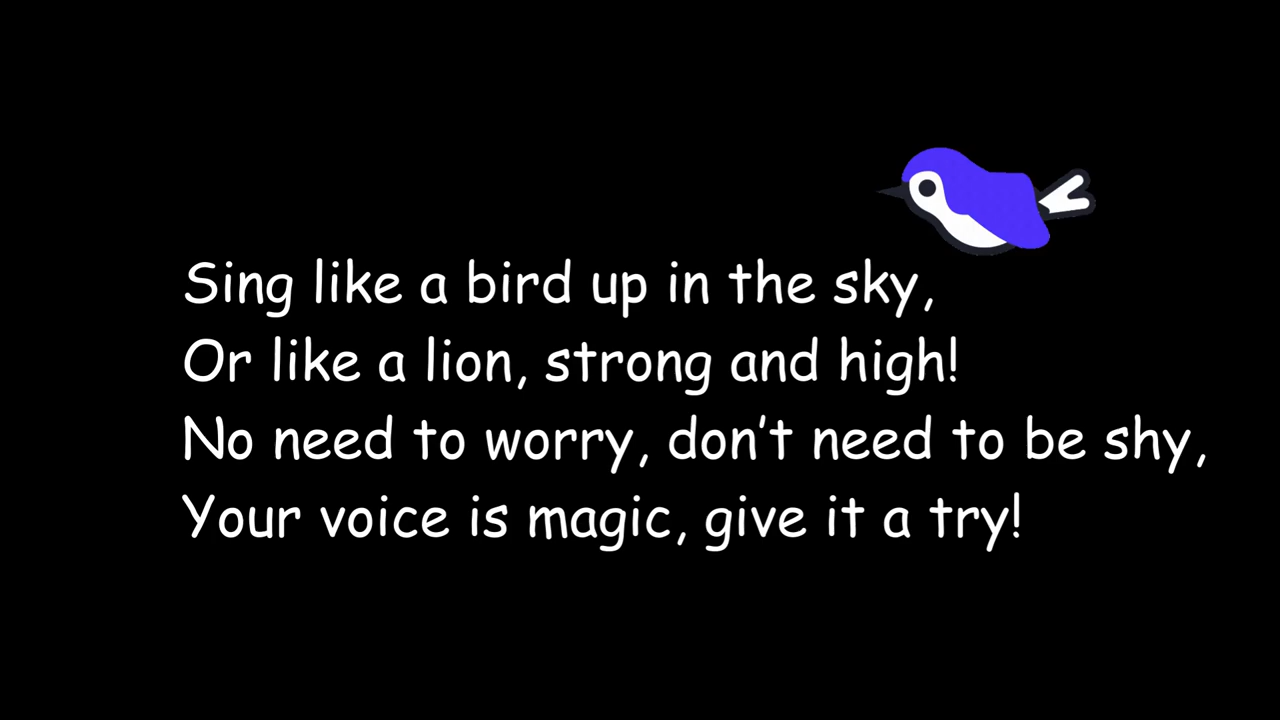 Sing like a bird up in the sky,
Or like a lion, strong and high!
No need to worry, don’t need to be shy,
Your voice is magic, give it a try!